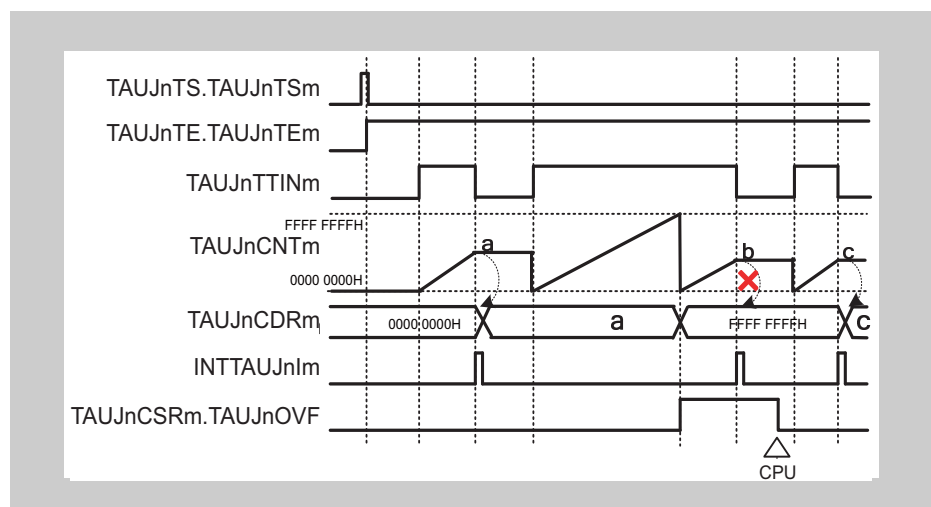 TAUJnTS.TAUJnTSm
TAUJnTE.TAUJnTEm
TAUJnTTINm
FFFF FFFFH
TAUJnCNTm
a
b
c
0000 0000H
TAUJnCDRm
0000 0000H
a
FFFF FFFFH
c
INTTAUJnIm
TAUJnCSRm.TAUJnOVF
CPU